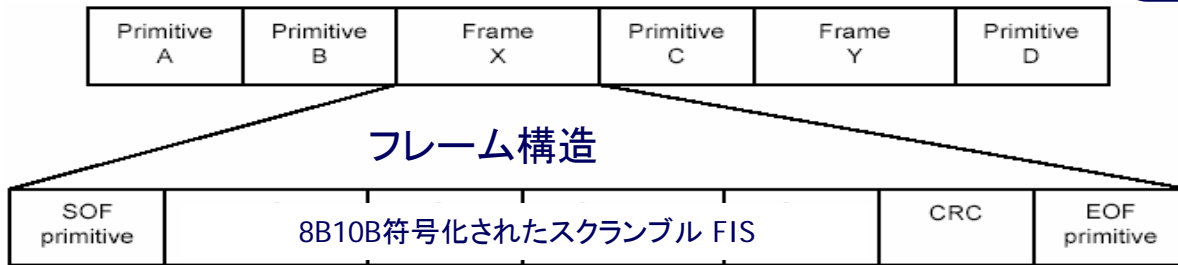 Primitive A
Primitive B
Frame X
Primitive C
Frame Y
Primitive D
フレーム構造
SOF primitive
8B10B符号化されたスクランブル FIS
CRC
EOF primitive